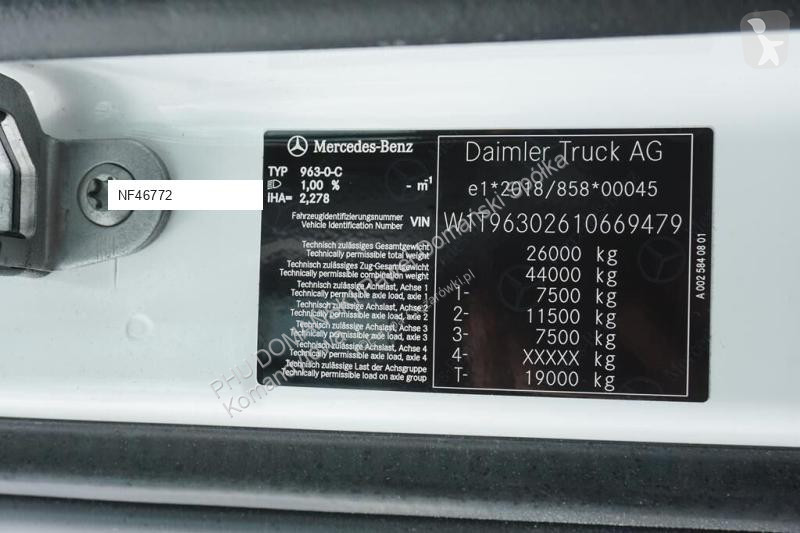 NF46772
Mercedes-Benz
TYP 963-0-C
1,00 % - m⁻¹
iHA= 2,278
Fahrzeugidentifizierungsnummer
Vehicle Identification Number VIN
Technisch zulässiges Gesamtgewicht
Technically permissible total weight
Technisch zulässiges Zug-Gesamtgewicht
Technically permissible combination weight
Technisch zulässige Achslast, Achse 1
Technically permissible axle load, axle 1
Technisch zulässige Achslast, Achse 2
Technically permissible axle load, axle 2
Technisch zulässige Achslast, Achse 3
Technically permissible axle load, axle 3
Technisch zulässige Achslast, Achse 4
Technically permissible axle load, axle 4
Technisch zulässige Last der Achsgruppe
Technically permissible load on axle group
Daimler Truck AG
e1*2018/858*00045
W1T96302610669479
26000 kg
44000 kg
1- 7500 kg
2- 11500 kg
3- 7500 kg
4- XXXXX kg
T- 19000 kg
A 002 584 08 01